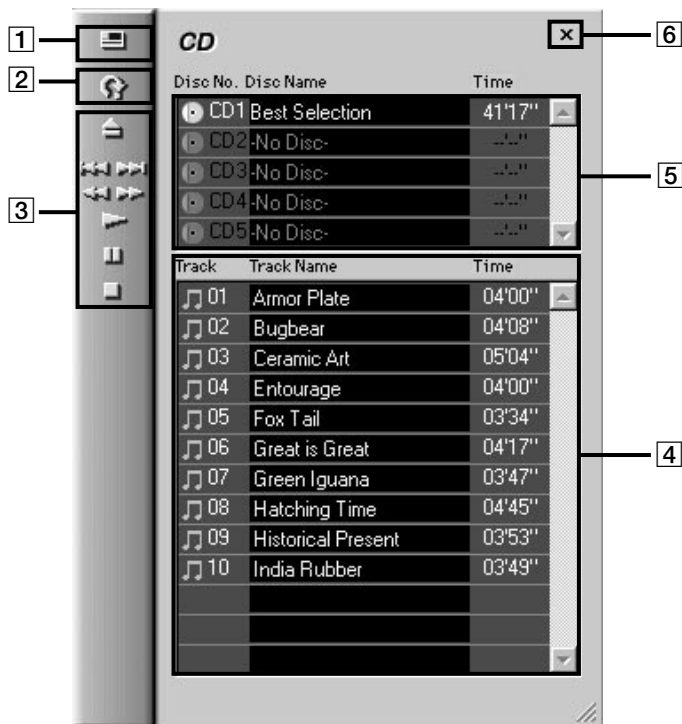 1
CD
6
2
Disc No. Disc Name Time
CD1 Best Selection 41'17"
CD2 -No Disc- --'--"
CD3 -No Disc- --'--"
3
CD4 -No Disc- --'--"
5
CD5 -No Disc- --'--"
Track Track Name Time
01 Armor Plate 04'00"
02 Bugbear 04'08"
03 Ceramic Art 05'04"
04 Entourage 04'00"
05 Fox Tail 03'34"
06 Great is Great 04'17"
4
07 Green Iguana 03'47"
08 Hatching Time 04'45"
09 Historical Present 03'53"
10 India Rubber 03'49"